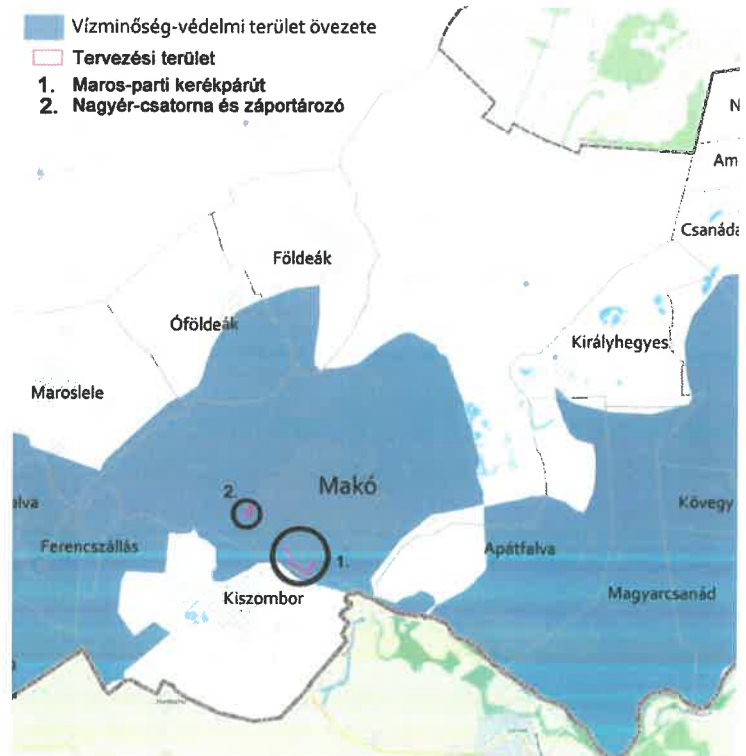 Vízminőség-védelmi terület övezete
Tervezési terület
1. Maros-parti kerékpárút
2. Nagyér-csatorna és záportározó
N
Am
Csanáda
Földeák
Óföldeák
Királyhegyes
Maroslele
Makó
2.
alva
Kövegy
Ferencszállás
1.
Apátfalva
Kiszombor
Magyarcsanád